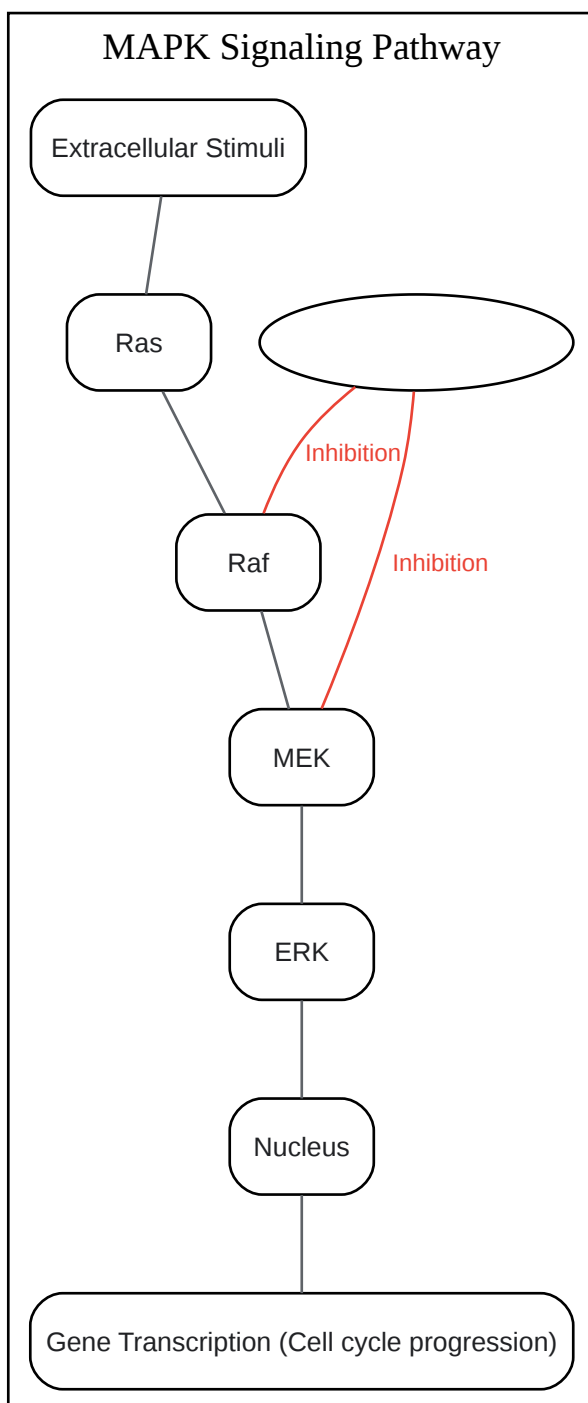 MAPK Signaling Pathway
Extracellular Stimuli
Ras
Inhibition
Raf
Inhibition
MEK
ERK
Nucleus
Gene Transcription (Cell cycle progression)